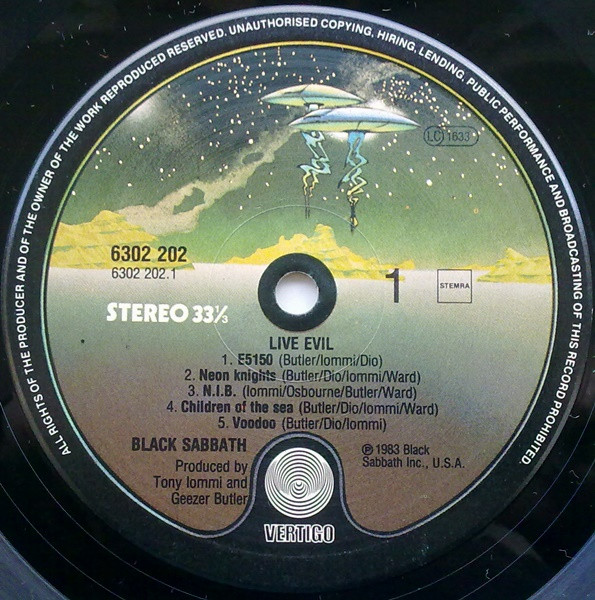 ALL RIGHTS OF THE PRODUCER AND OF THE OWNER OF THE WORK REPRODUCED RESERVED. UNAUTHORISED COPYING, HIRING, LENDING, PUBLIC PERFORMANCE AND BROADCASTING OF THIS RECORD PROHIBITED.
LC 1633
6302 202
6302 202.1
1
STEMRA
STEREO 33⅓
LIVE EVIL
1. E5150 (Butler/Iommi/Dio)
2. Neon knights (Butler/Dio/Iommi/Ward)
3. N.I.B. (Iommi/Osbourne/Butler/Ward)
4. Children of the sea (Butler/Dio/Iommi/Ward)
5. Voodoo (Butler/Dio/Iommi)
BLACK SABBATH
Produced by
Tony Iommi and
Geezer Butler
℗ 1983 Black
Sabbath Inc., U.S.A.
VERTIGO